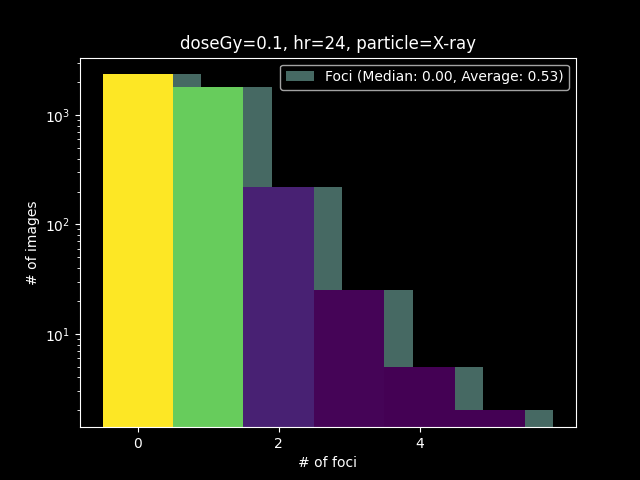 doseGy=0.1, hr=24, particle=X-ray
Foci (Median: 0.00, Average: 0.53)
# of images
10³
10²
10¹
0 2 4
# of foci